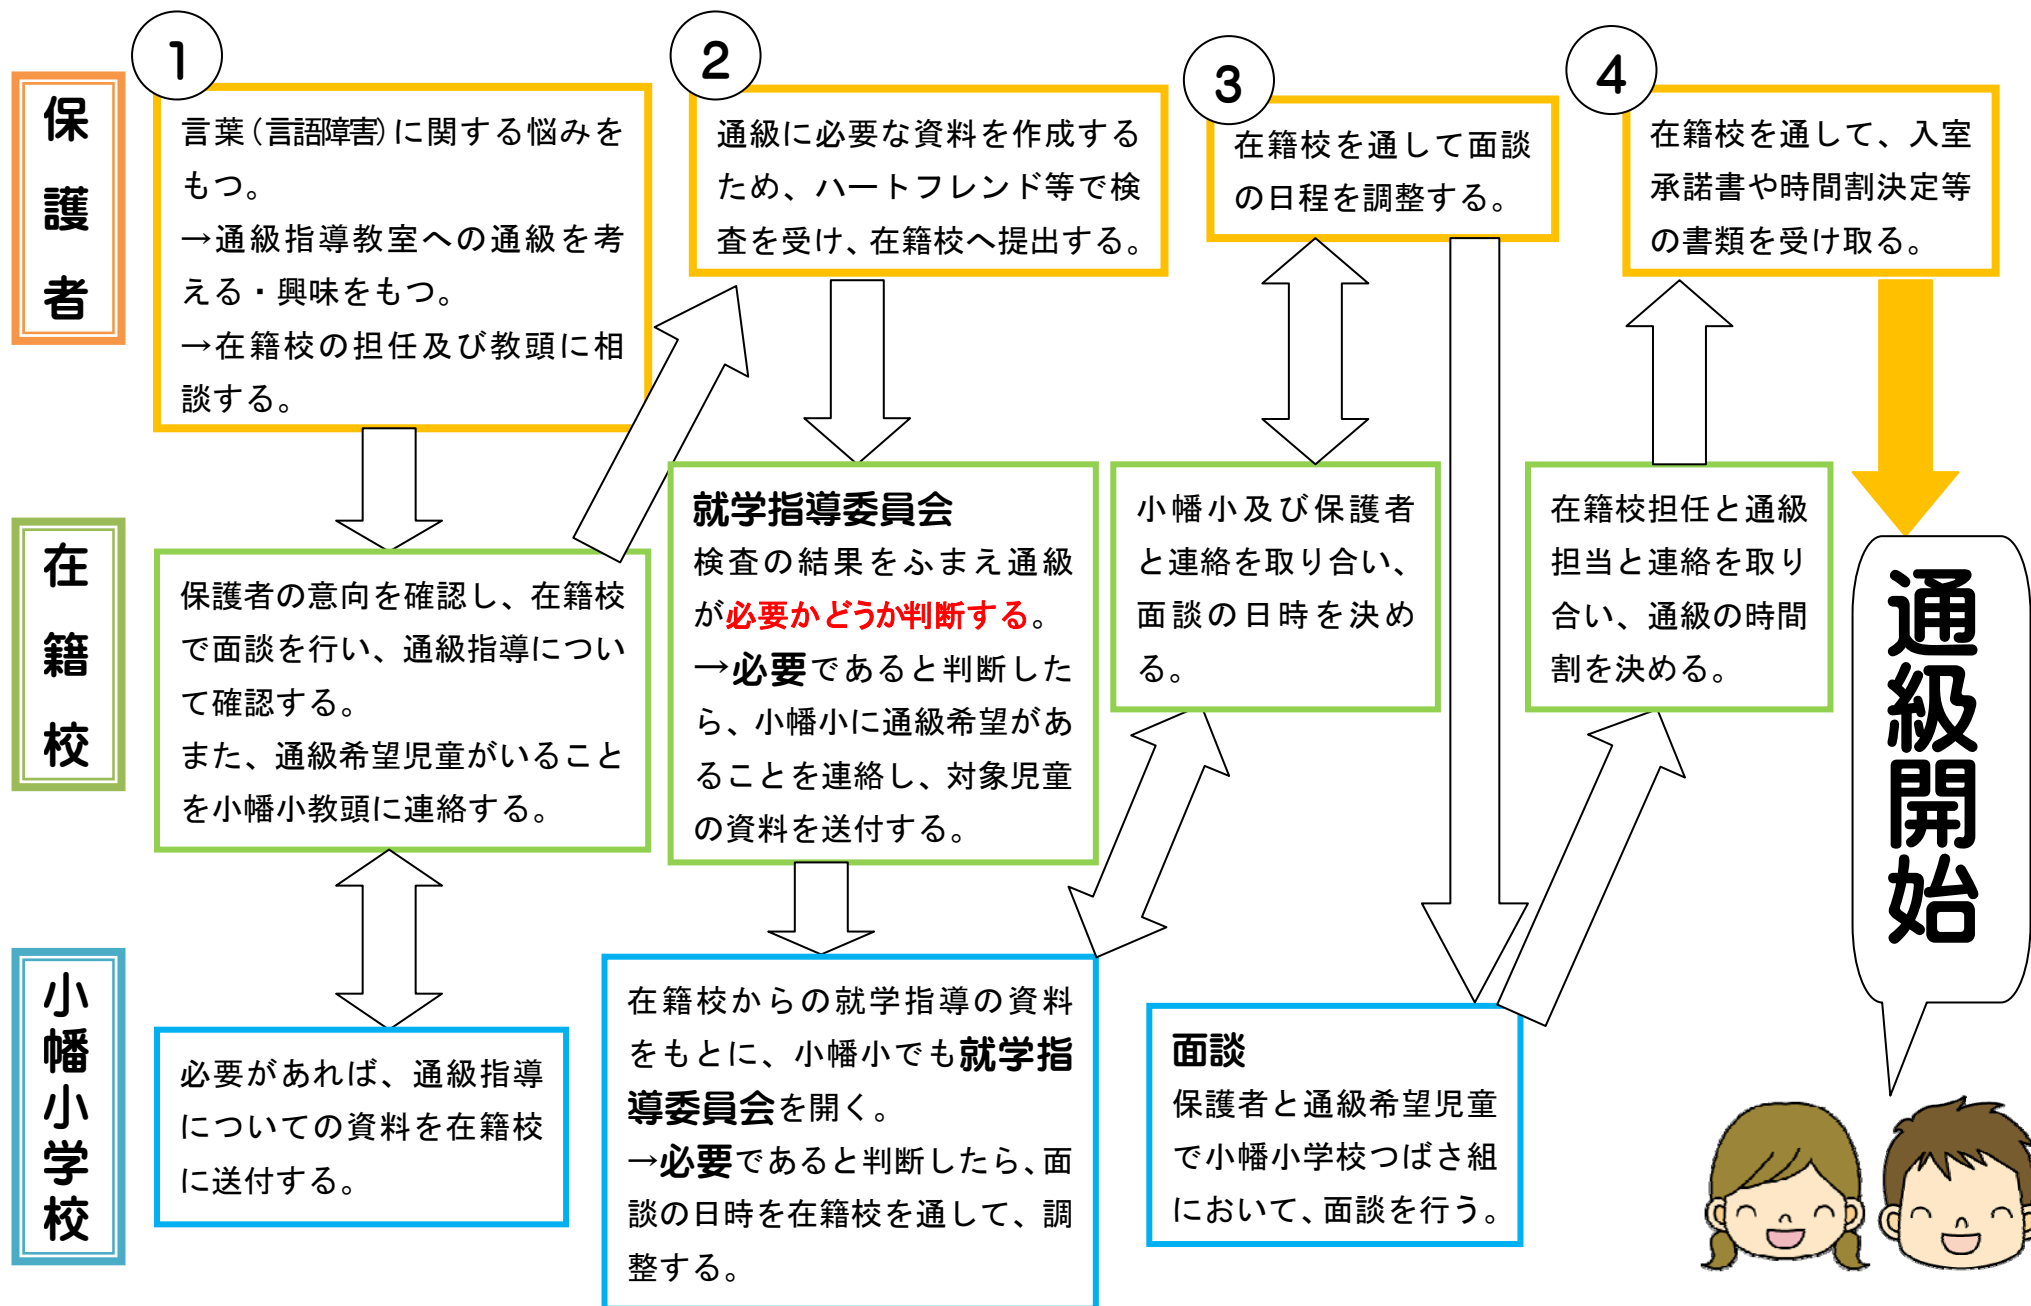 保護者
1
言葉(言語障害)に関する悩みを
もつ。
→通級指導教室への通級を考
える・興味をもつ。
→在籍校の担任及び教頭に相
談する。
2
通級に必要な資料を作成する
ため、ハートフレンド等で検
査を受け、在籍校へ提出する。
3
在籍校を通して面談
の日程を調整する。
4
在籍校を通して、入室
承諾書や時間割決定等
の書類を受け取る。
在籍校
保護者の意向を確認し、在籍校
で面談を行い、通級指導につい
て確認する。
また、通級希望児童がいること
を小幡小教頭に連絡する。
就学指導委員会
検査の結果をふまえ通級
が必要かどうか判断する。
→必要であると判断した
ら、小幡小に通級希望があ
ることを連絡し、対象児童
の資料を送付する。
小幡小及び保護者
と連絡を取り合い、
面談の日時を決め
る。
在籍校担任と通級
担当と連絡を取り
合い、通級の時間
割を決める。
通級開始
小幡小学校
必要があれば、通級指導
についての資料を在籍校
に送付する。
在籍校からの就学指導の資料
をもとに、小幡小でも就学指
導委員会を開く。
→必要であると判断したら、面
談の日時を在籍校を通して、調
整する。
面談
保護者と通級希望児童
で小幡小学校つばさ組
において、面談を行う。